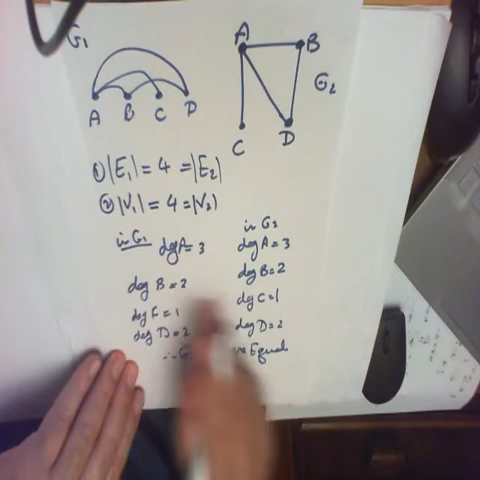 G1
A B C D
A B
G2
C D
① |E1| = 4 = |E2|
② |V1| = 4 = |V2|
in G1 deg A = 3
deg B = 2
deg C = 1
deg D = 2
in G2
deg A = 3
deg B = 2
deg C = 1
deg D = 2
in Equal